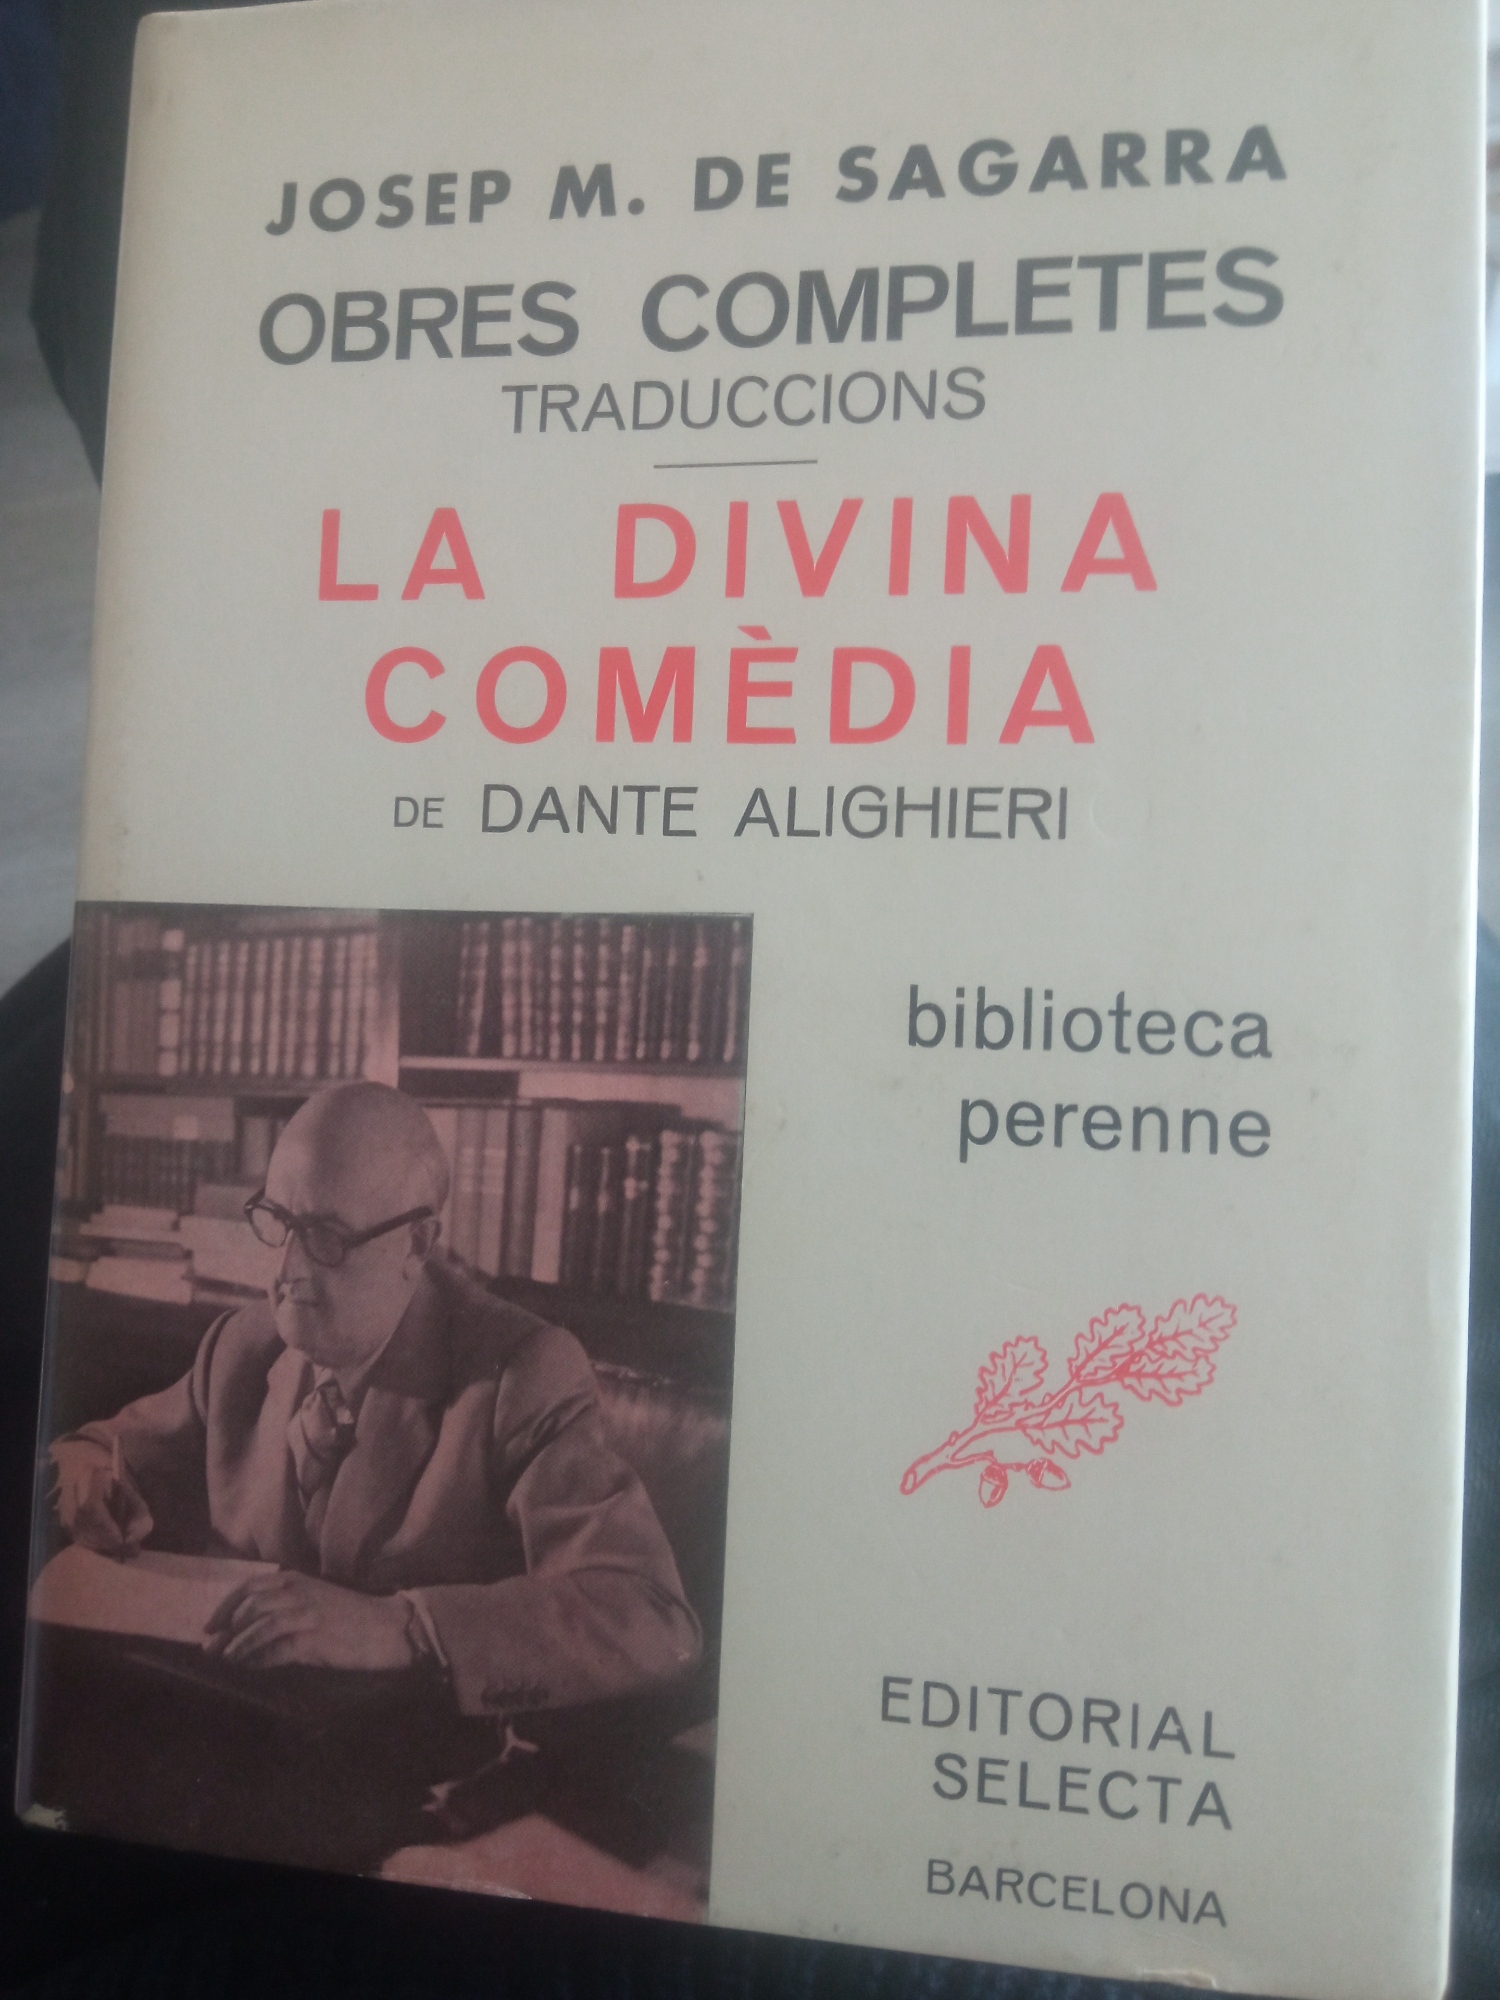 JOSEP M. DE SAGARRA
OBRES COMPLETES
TRADUCCIONS
LA DIVINA
COMÈDIA
DE DANTE ALIGHIERI
biblioteca
perenne
EDITORIAL
SELECTA
BARCELONA